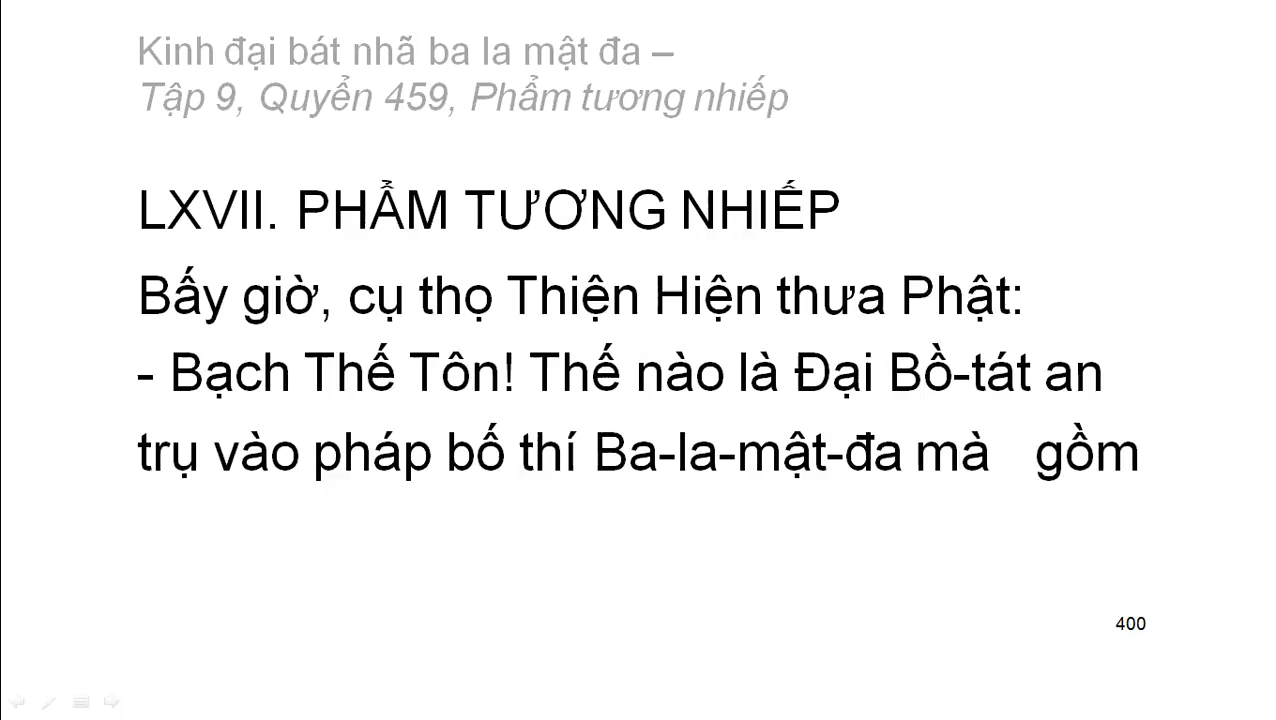 Kinh đại bát nhã ba la mật đa –
Tập 9, Quyển 459, Phẩm tương nhiếp
LXVII. PHẨM TƯƠNG NHIẾP
Bấy giờ, cụ thọ Thiện Hiện thưa Phật:
- Bạch Thế Tôn! Thế nào là Đại Bồ-tát an
trụ vào pháp bố thí Ba-la-mật-đa mà gồm
400